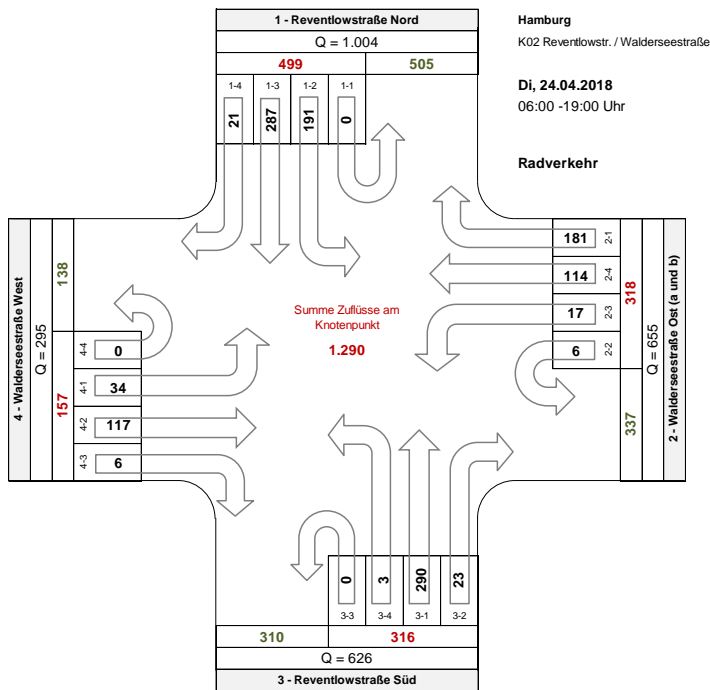 1 - Reventlowstraße Nord
Q = 1.004
499
505
1-4
1-3
1-2
1-1
21
287
191
0
Hamburg
K02 Reventlowstr. / Walderseestraße
Di, 24.04.2018
06:00 -19:00 Uhr
Radverkehr
4 - Walderseestraße West
Q = 295
138
157
4-4
0
4-1
34
4-2
117
4-3
6
Summe Zuflüsse am
Knotenpunkt
1.290
181
2-1
114
2-4
17
2-3
6
2-2
318
337
Q = 655
2 - Walderseestraße Ost (a und b)
0
3
290
23
3-3
3-4
3-1
3-2
310
316
Q = 626
3 - Reventlowstraße Süd